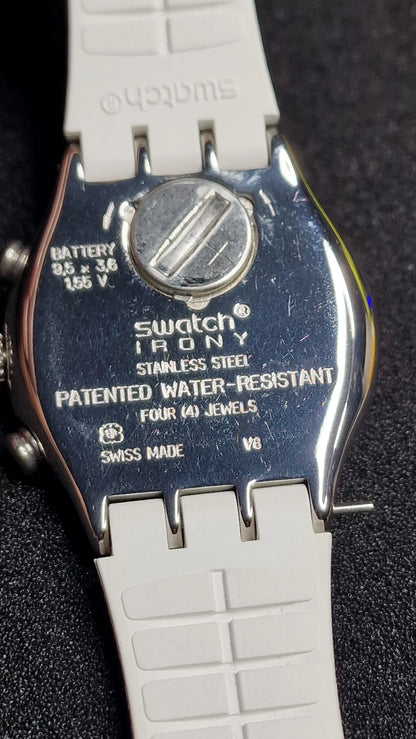 swatch®
BATTERY
9,5 x 3,6
1,55 V.
swatch®
IRONY
STAINLESS STEEL
PATENTED WATER-RESISTANT
FOUR (4) JEWELS
SWISS MADE V8